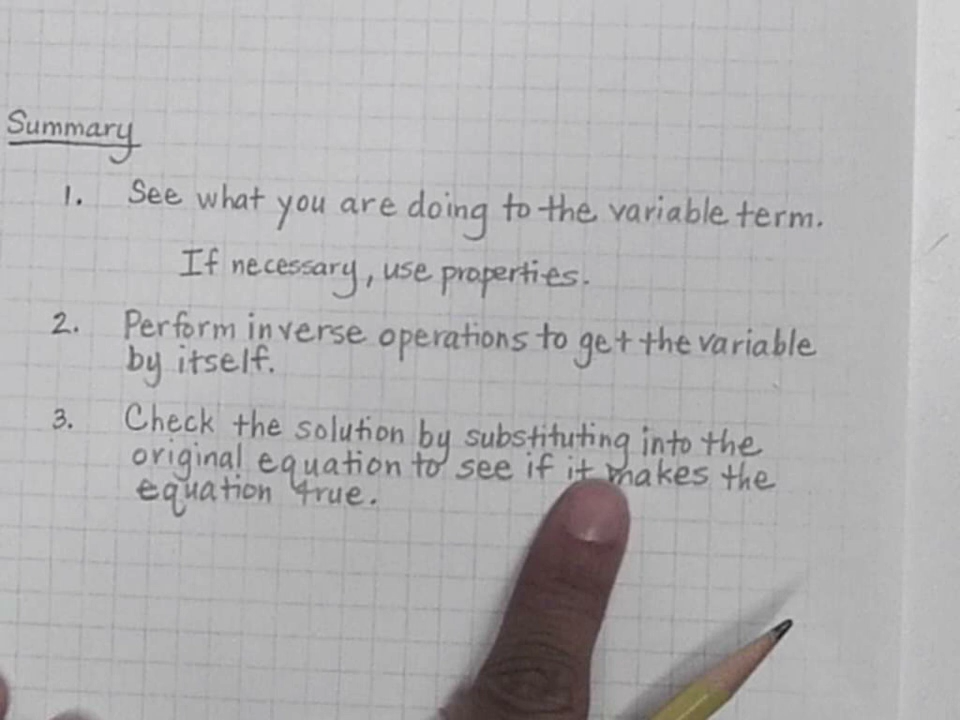 Summary
1. See what you are doing to the variable term.
If necessary, use properties.
2. Perform inverse operations to get the variable
by itself.
3. Check the solution by substituting into the
original equation to see if it makes the
equation true.